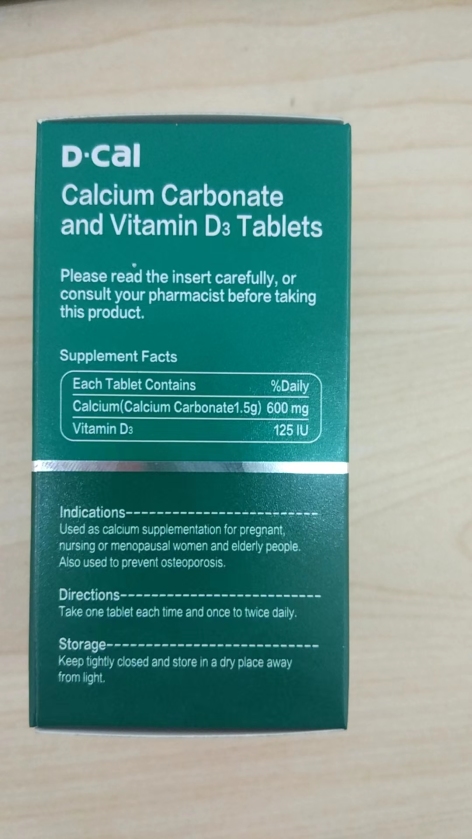 D·Cal
Calcium Carbonate
and Vitamin D3 Tablets
Please read the insert carefully, or
consult your pharmacist before taking
this product.
Supplement Facts
Each Tablet Contains %Daily
Calcium(Calcium Carbonate1.5g) 600 mg
Vitamin D3 125 IU
Indications
Used as calcium supplementation for pregnant,
nursing or menopausal women and elderly people.
Also used to prevent osteoporosis.
Directions
Take one tablet each time and once to twice daily.
Storage
Keep tightly closed and store in a dry place away
from light.